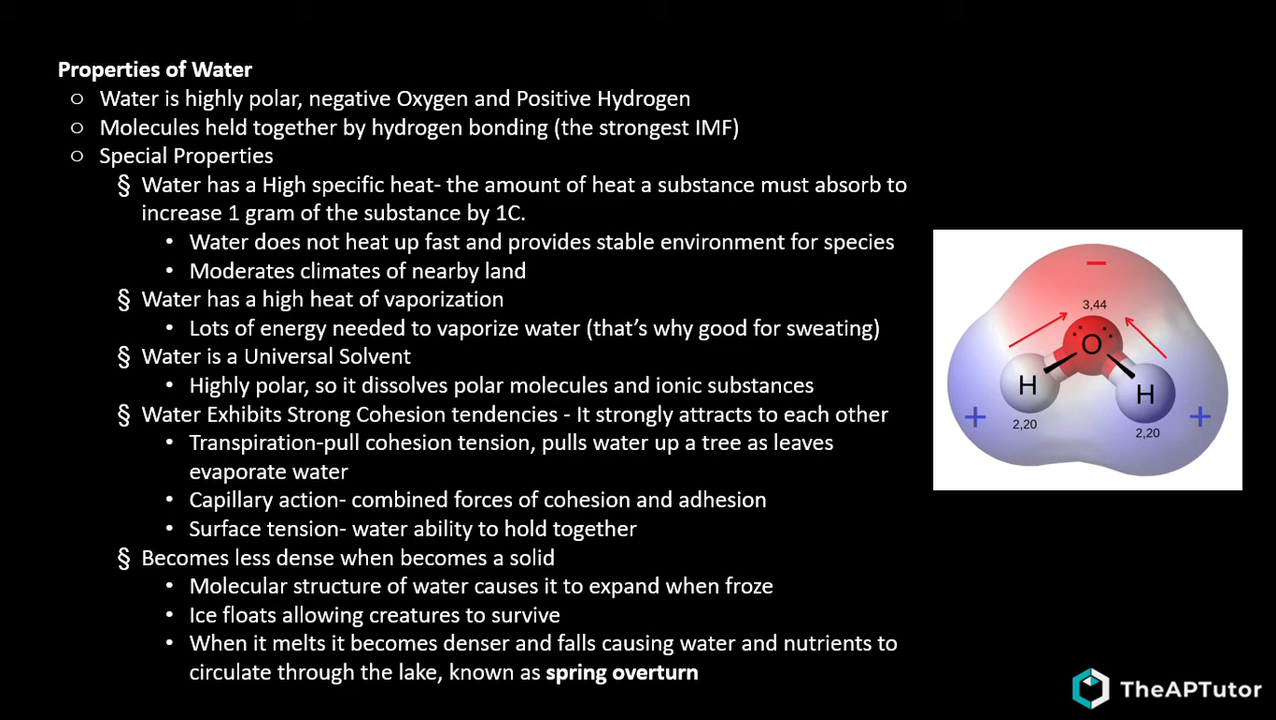 Properties of Water
○ Water is highly polar, negative Oxygen and Positive Hydrogen
○ Molecules held together by hydrogen bonding (the strongest IMF)
○ Special Properties
§ Water has a High specific heat- the amount of heat a substance must absorb to
increase 1 gram of the substance by 1C.
• Water does not heat up fast and provides stable environment for species
• Moderates climates of nearby land
§ Water has a high heat of vaporization
• Lots of energy needed to vaporize water (that’s why good for sweating)
§ Water is a Universal Solvent
• Highly polar, so it dissolves polar molecules and ionic substances
§ Water Exhibits Strong Cohesion tendencies - It strongly attracts to each other
• Transpiration-pull cohesion tension, pulls water up a tree as leaves
evaporate water
• Capillary action- combined forces of cohesion and adhesion
• Surface tension- water ability to hold together
§ Becomes less dense when becomes a solid
• Molecular structure of water causes it to expand when froze
• Ice floats allowing creatures to survive
• When it melts it becomes denser and falls causing water and nutrients to
circulate through the lake, known as spring overturn
−
3,44
O
H
H
+
+
2,20
2,20
TheAPTutor